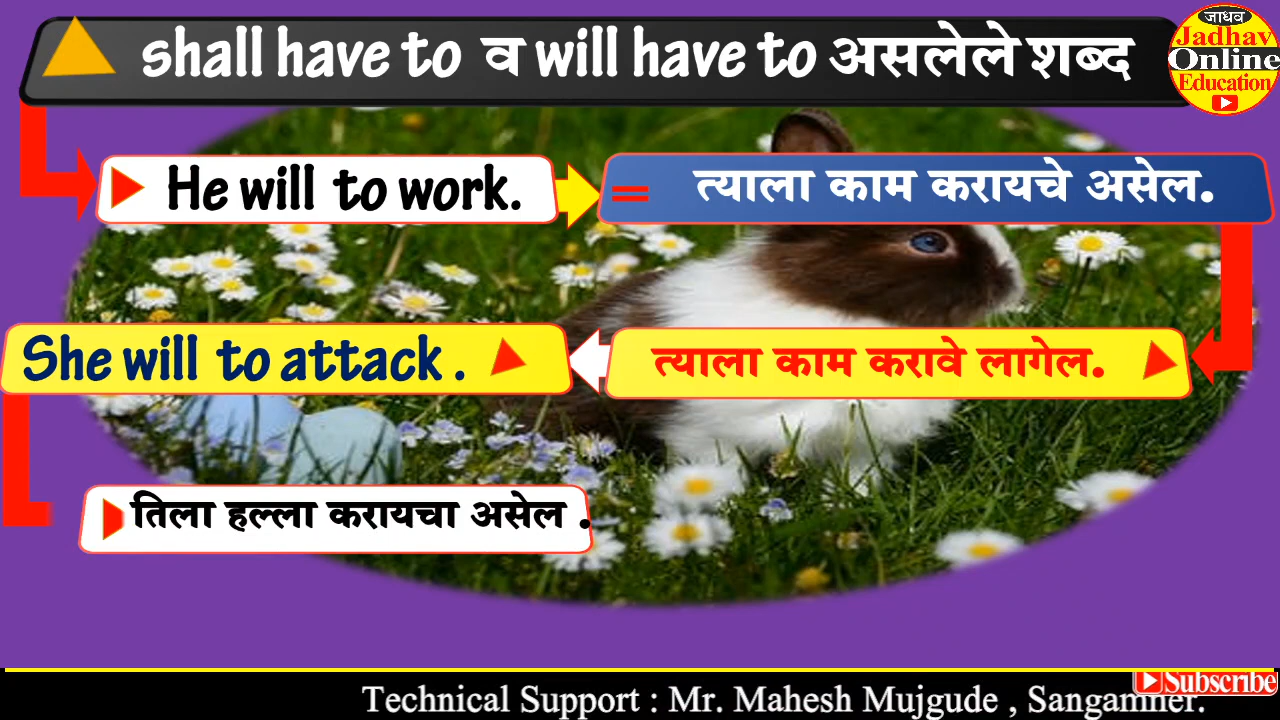 shall have to व will have to असलेले शब्द
जाधव
Jadhav
Online
Education
He will to work.
= त्याला काम करायचे असेल.
She will to attack .
त्याला काम करावे लागेल.
तिला हल्ला करायचा असेल .
Technical Support : Mr. Mahesh Mujgude , Sangamner.
Subscribe